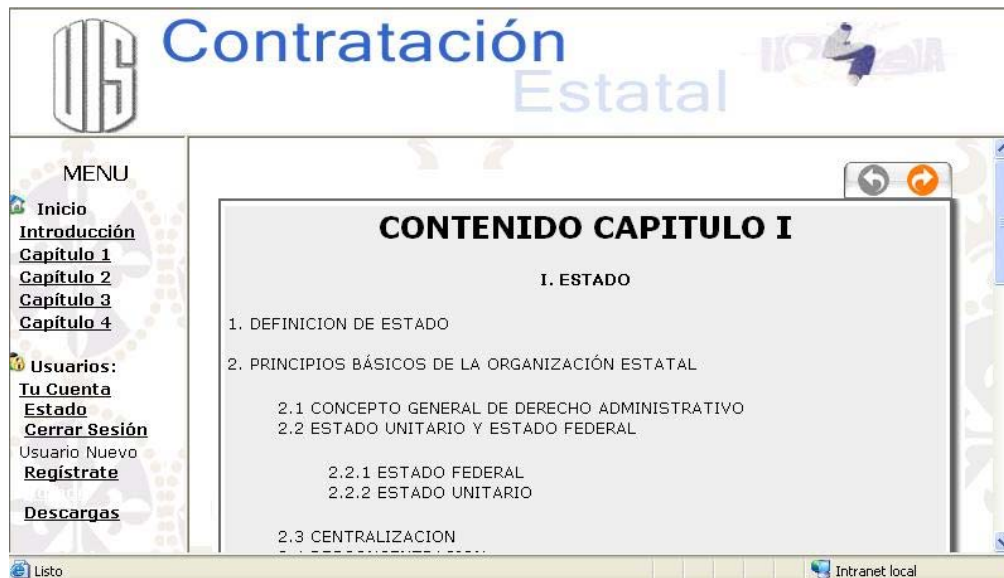 UIS
Contratación
Estatal
MENU
Inicio
Introducción
Capítulo 1
Capítulo 2
Capítulo 3
Capítulo 4
Usuarios:
Tu Cuenta
Estado
Cerrar Sesión
Usuario Nuevo
Regístrate
Descargas
CONTENIDO CAPITULO I
I. ESTADO
1. DEFINICION DE ESTADO
2. PRINCIPIOS BÁSICOS DE LA ORGANIZACIÓN ESTATAL
2.1 CONCEPTO GENERAL DE DERECHO ADMINISTRATIVO
2.2 ESTADO UNITARIO Y ESTADO FEDERAL
2.2.1 ESTADO FEDERAL
2.2.2 ESTADO UNITARIO
2.3 CENTRALIZACION
Listo
Intranet local